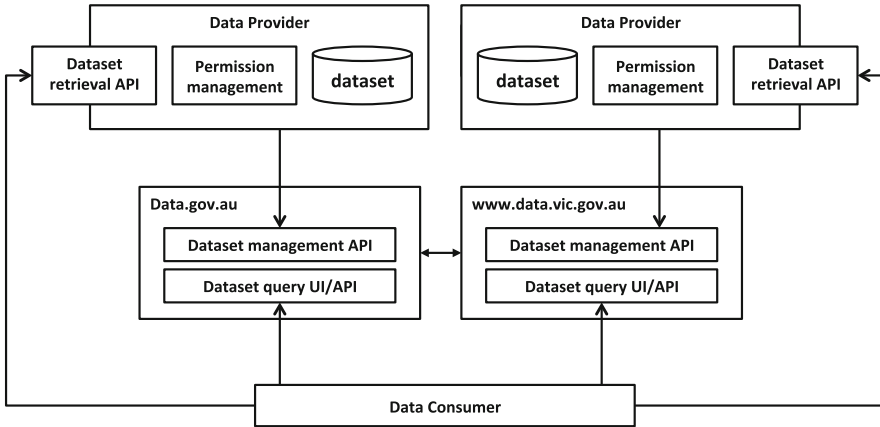 Data Provider
Dataset
retrieval API
Permission
management
dataset
Data Provider
dataset
Permission
management
Dataset
retrieval API
Data.gov.au
Dataset management API
Dataset query UI/API
www.data.vic.gov.au
Dataset management API
Dataset query UI/API
Data Consumer